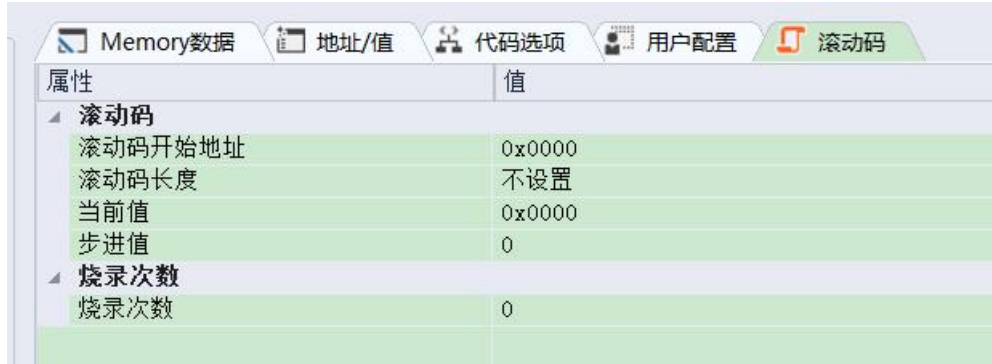 Memory数据 地址/值 代码选项 用户配置 滚动码
属性 值
滚动码
滚动码开始地址 0x0000
滚动码长度 不设置
当前值 0x0000
步进值 0
烧录次数
烧录次数 0